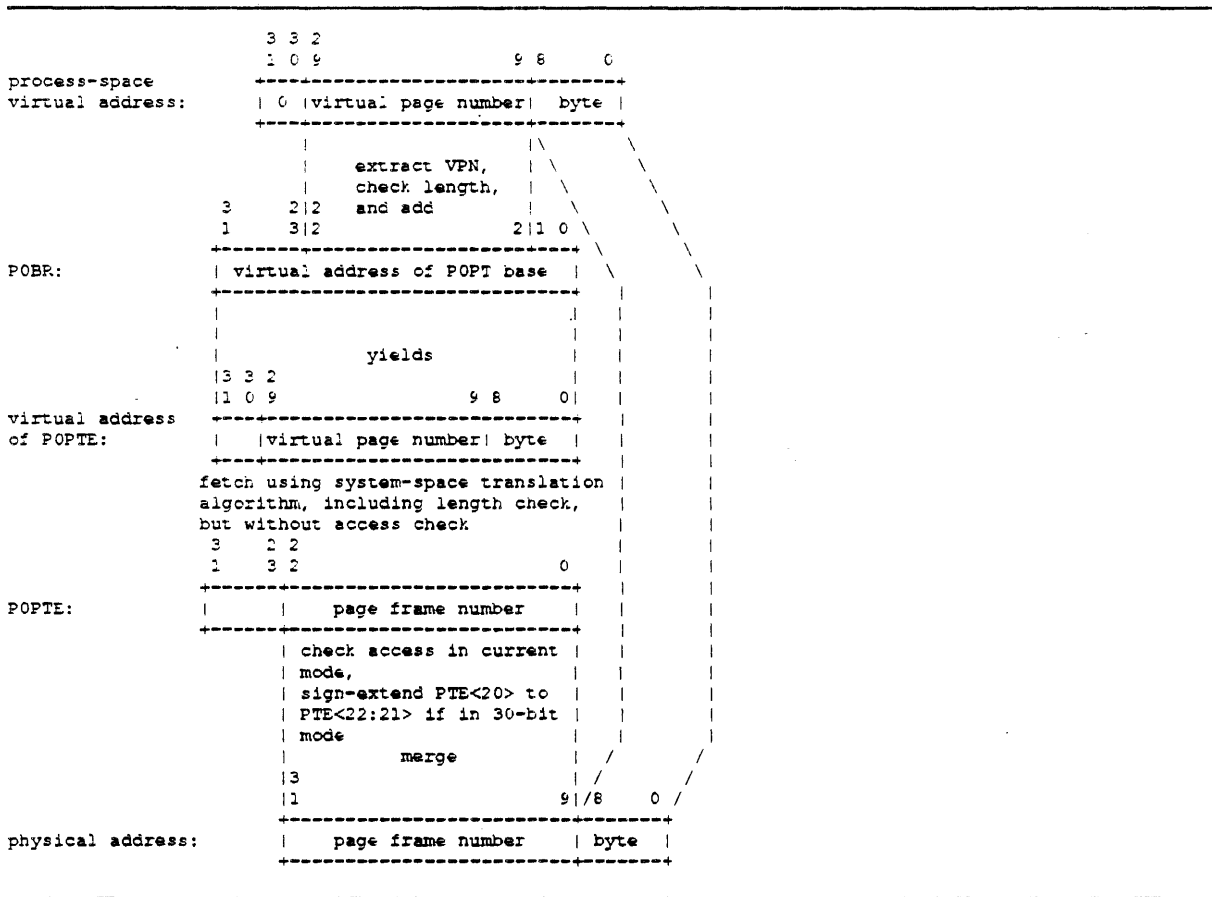 3 3 2
1 0 9 9 8 0
process-space
virtual address: | 0 |virtual page number| byte |
extract VPN,
check length,
3 2|2 and add
1 3|2 2|1 0
P0BR: | virtual address of P0PT base |
yields
|3 3 2
|1 0 9 9 8 0|
virtual address
of P0PTE: | |virtual page number| byte |
fetch using system-space translation
algorithm, including length check,
but without access check
3 2 2
1 3 2 0
P0PTE: | | page frame number |
| check access in current |
| mode,
| sign-extend PTE<20> to
| PTE<22:21> if in 30-bit
| mode
merge
|3
|1 9|/8 0 /
physical address: | page frame number | byte |